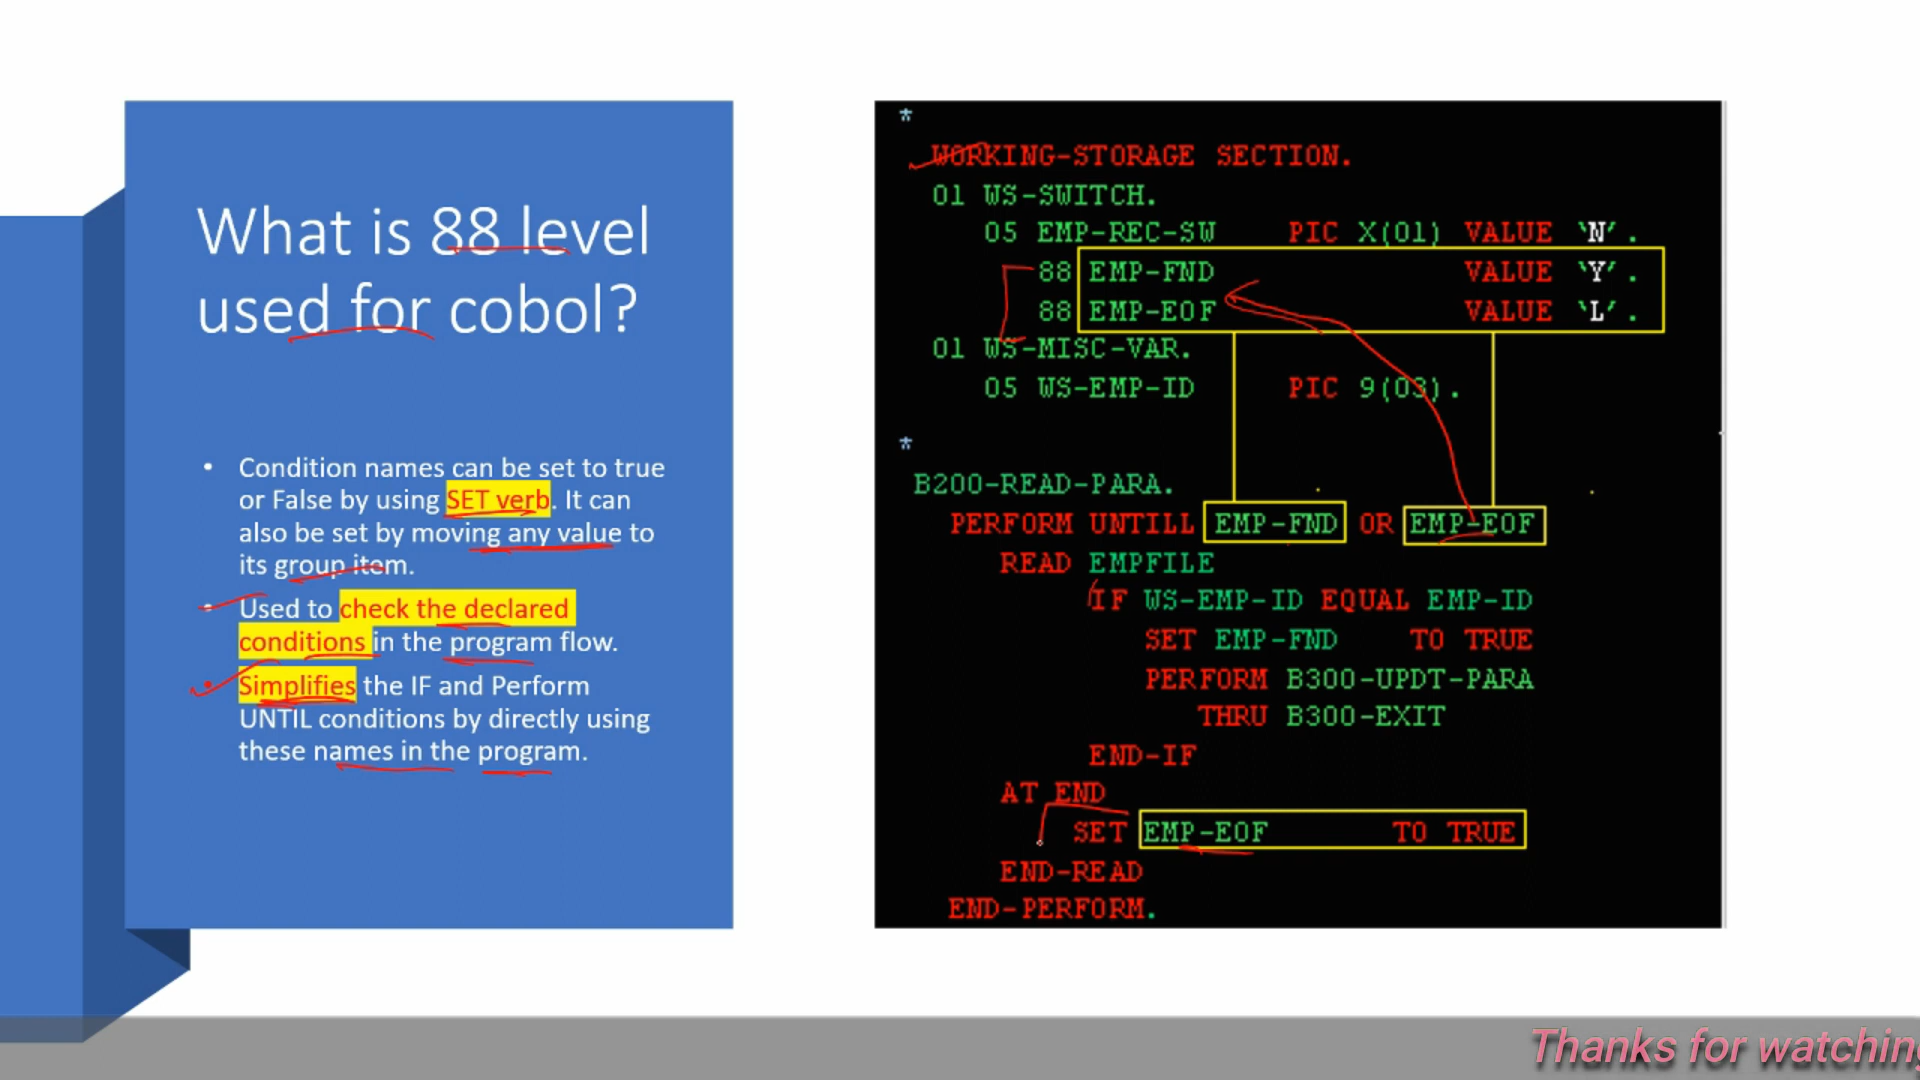 What is 88 level
used for cobol?
• Condition names can be set to true
or False by using SET verb. It can
also be set by moving any value to
its group item.
• Used to check the declared
conditions in the program flow.
• Simplifies the IF and Perform
UNTIL conditions by directly using
these names in the program.
*
WORKING-STORAGE SECTION.
01 WS-SWITCH.
05 EMP-REC-SW PIC X(01) VALUE ‘N’.
88 EMP-FND VALUE ‘Y’.
88 EMP-EOF VALUE ‘L’.
01 WS-MISC-VAR.
05 WS-EMP-ID PIC 9(03).
*
B200-READ-PARA.
PERFORM UNTILL EMP-FND OR EMP-EOF
READ EMPFILE
IF WS-EMP-ID EQUAL EMP-ID
SET EMP-FND TO TRUE
PERFORM B300-UPDT-PARA
THRU B300-EXIT
END-IF
AT END
SET EMP-EOF TO TRUE
END-READ
END-PERFORM.
Thanks for watching